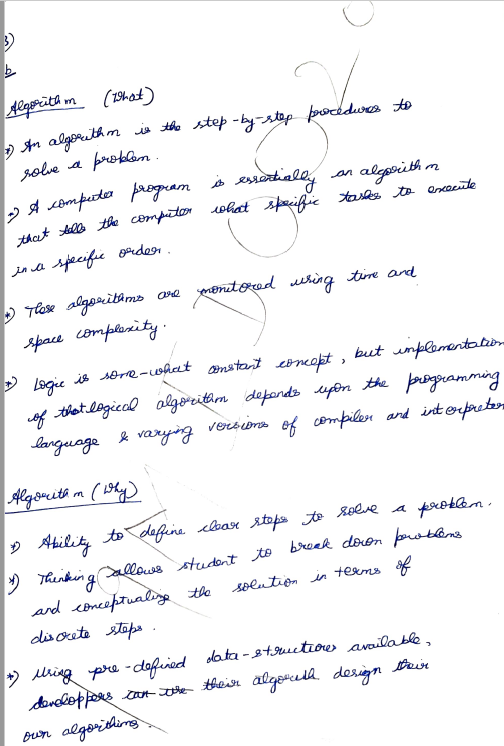 3)
b
Algorithm (What)
*) An algorithm is the step-by-step procedures to
solve a problem.
*) A computer program is essentially an algorithm
that tells the computer what specific tasks to execute
in a specific order.
*) These algorithms are monitored using time and
space complexity.
*) Logic is some-what constant concept, but implementation
of that logical algorithm depends upon the programming
language & varying versions of compiler and interpreter
Algorithm (Why)
*) Ability to define clear steps to solve a problem.
*) Thinking allows student to break down problems
and conceptualize the solution in terms of
discrete steps.
*) Using pre-defined data-structures available,
developpers can use their algorith design their
own algorithms.